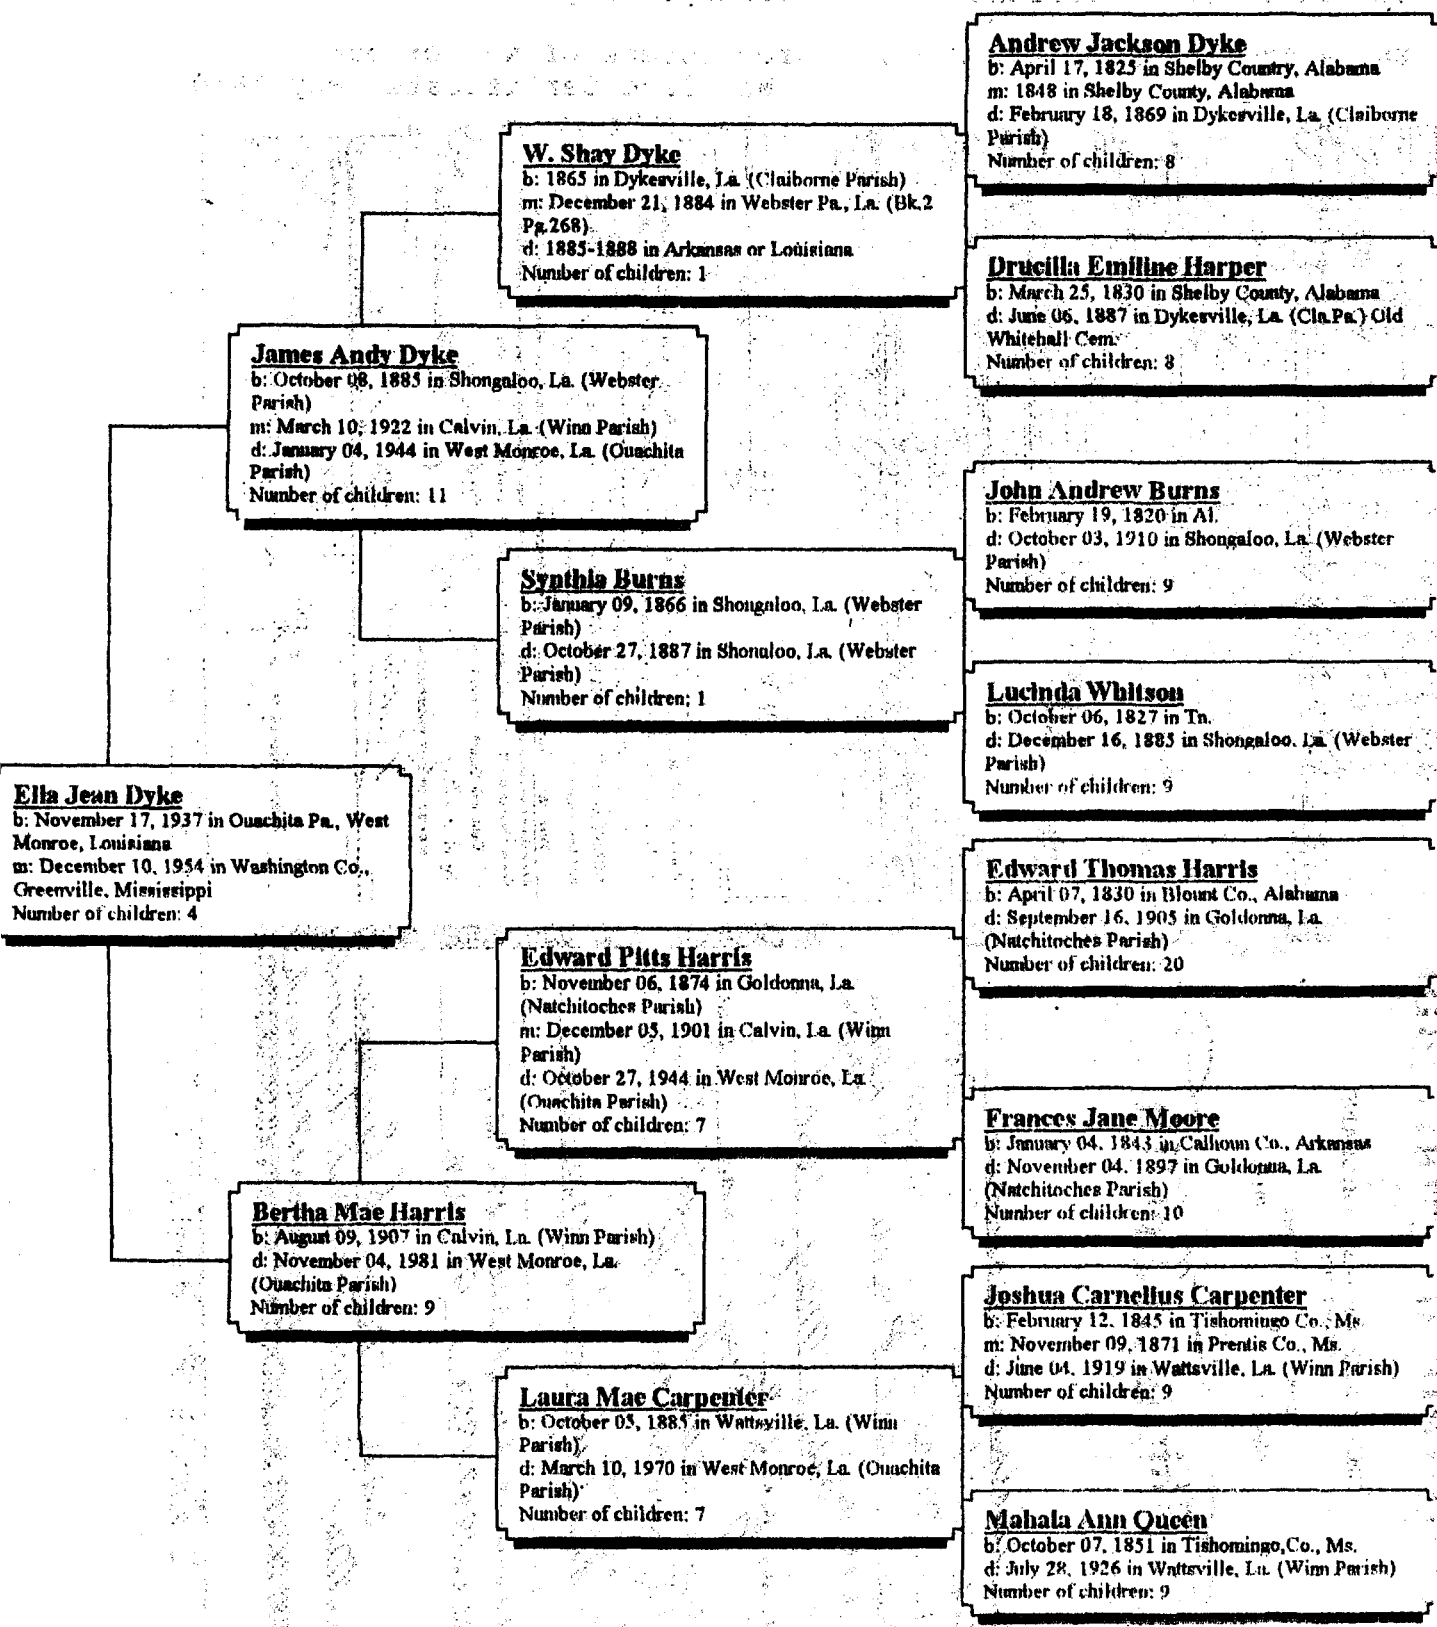 Andrew Jackson Dyke
b: April 17, 1825 in Shelby Country, Alabama
m: 1848 in Shelby County, Alabama
d: February 18, 1869 in Dykesville, La. (Claiborne
Parish)
Number of children: 8
W. Shay Dyke
b: 1865 in Dykesville, La. (Claiborne Parish)
m: December 21, 1884 in Webster Pa., La. (Bk.2
Pg.268)
d: 1885-1888 in Arkansas or Louisiana
Number of children: 1
Drucilla Emiline Harper
b: March 25, 1830 in Shelby County, Alabama
d: June 06, 1887 in Dykesville, La. (Cla.Pa.) Old
Whitehall Cem.
Number of children: 8
James Andy Dyke
b: October 08, 1885 in Shongaloo, La. (Webster
Parish)
m: March 10, 1922 in Calvin, La. (Winn Parish)
d: January 04, 1944 in West Monroe, La. (Ouachita
Parish)
Number of children: 11
John Andrew Burns
b: February 19, 1820 in Al.
d: October 03, 1910 in Shongaloo, La. (Webster
Parish)
Number of children: 9
Synthia Burns
b: January 09, 1866 in Shongaloo, La. (Webster
Parish)
d: October 27, 1887 in Shonaloo, La. (Webster
Parish)
Number of children: 1
Lucinda Whitson
b: October 06, 1827 in Tn.
d: December 16, 1885 in Shongaloo, La. (Webster
Parish)
Number of children: 9
Ella Jean Dyke
b: November 17, 1937 in Ouachita Pa., West
Monroe, Louisiana
m: December 10, 1954 in Washington Co.,
Greenville, Mississippi
Number of children: 4
Edward Thomas Harris
b: April 07, 1830 in Blount Co., Alabama
d: September 16, 1905 in Goldonna, La.
(Natchitoches Parish)
Number of children: 20
Edward Pitts Harris
b: November 06, 1874 in Goldonna, La.
(Natchitoches Parish)
m: December 05, 1901 in Calvin, La. (Winn
Parish)
d: October 27, 1944 in West Monroe, La.
(Ouachita Parish)
Number of children: 7
Frances Jane Moore
b: January 04, 1843 in Calhoun Co., Arkansas
d: November 04, 1897 in Goldonna, La.
(Natchitoches Parish)
Number of children: 10
Bertha Mae Harris
b: August 09, 1907 in Calvin, La. (Winn Parish)
d: November 04, 1981 in West Monroe, La.
(Ouachita Parish)
Number of children: 9
Joshua Carnelius Carpenter
b: February 12, 1845 in Tishomingo Co., Ms.
m: November 09, 1871 in Prentis Co., Ms.
d: June 04, 1919 in Wattsville, La. (Winn Parish)
Number of children: 9
Laura Mae Carpenter
b: October 05, 1885 in Wattsville, La. (Winn
Parish)
d: March 10, 1970 in West Monroe, La. (Ouachita
Parish)
Number of children: 7
Mahala Ann Queen
b: October 07, 1851 in Tishomingo,Co., Ms.
d: July 28, 1926 in Wattsville, La. (Winn Parish)
Number of children: 9